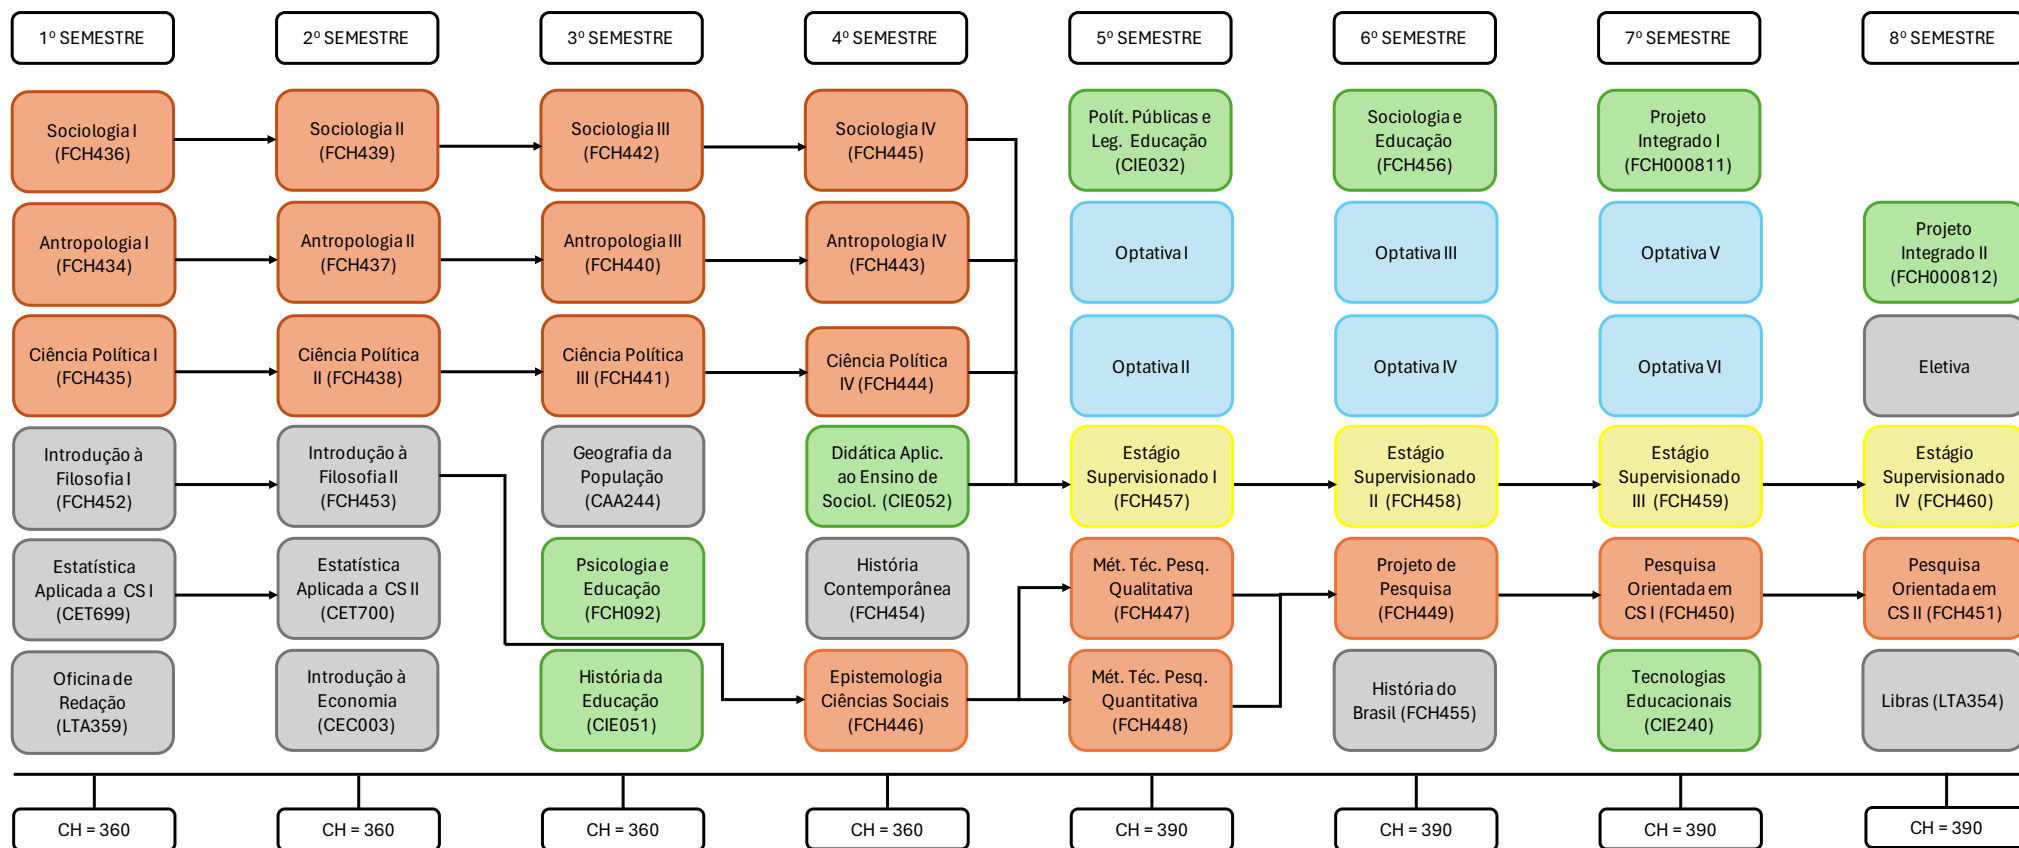 1º SEMESTRE
2º SEMESTRE
3º SEMESTRE
4º SEMESTRE
5º SEMESTRE
6º SEMESTRE
7º SEMESTRE
8º SEMESTRE
Sociologia I
(FCH436)
Sociologia II
(FCH439)
Sociologia III
(FCH442)
Sociologia IV
(FCH445)
Polít. Públicas e
Leg. Educação
(CIE032)
Sociologia e
Educação
(FCH456)
Projeto
Integrado I
(FCH000811)
Antropologia I
(FCH434)
Antropologia II
(FCH437)
Antropologia III
(FCH440)
Antropologia IV
(FCH443)
Optativa I
Optativa III
Optativa V
Projeto
Integrado II
(FCH000812)
Ciência Política I
(FCH435)
Ciência Política
II (FCH438)
Ciência Política
III (FCH441)
Ciência Política
IV (FCH444)
Optativa II
Optativa IV
Optativa VI
Eletiva
Introdução à
Filosofia I
(FCH452)
Introdução à
Filosofia II
(FCH453)
Geografia da
População
(CAA244)
Didática Aplic.
ao Ensino de
Sociol. (CIE052)
Estágio
Supervisionado I
(FCH457)
Estágio
Supervisionado
II (FCH458)
Estágio
Supervisionado
III (FCH459)
Estágio
Supervisionado
IV (FCH460)
Estatística
Aplicada a CS I
(CET699)
Estatística
Aplicada a CS II
(CET700)
Psicologia e
Educação
(FCH092)
História
Contemporânea
(FCH454)
Mét. Téc. Pesq.
Qualitativa
(FCH447)
Projeto de
Pesquisa
(FCH449)
Pesquisa
Orientada em
CS I (FCH450)
Pesquisa
Orientada em
CS II (FCH451)
Oficina de
Redação
(LTA359)
Introdução à
Economia
(CEC003)
História da
Educação
(CIE051)
Epistemologia
Ciências Sociais
(FCH446)
Mét. Téc. Pesq.
Quantitativa
(FCH448)
História do
Brasil (FCH455)
Tecnologias
Educacionais
(CIE240)
Libras (LTA354)
CH = 360
CH = 360
CH = 360
CH = 360
CH = 390
CH = 390
CH = 390
CH = 390